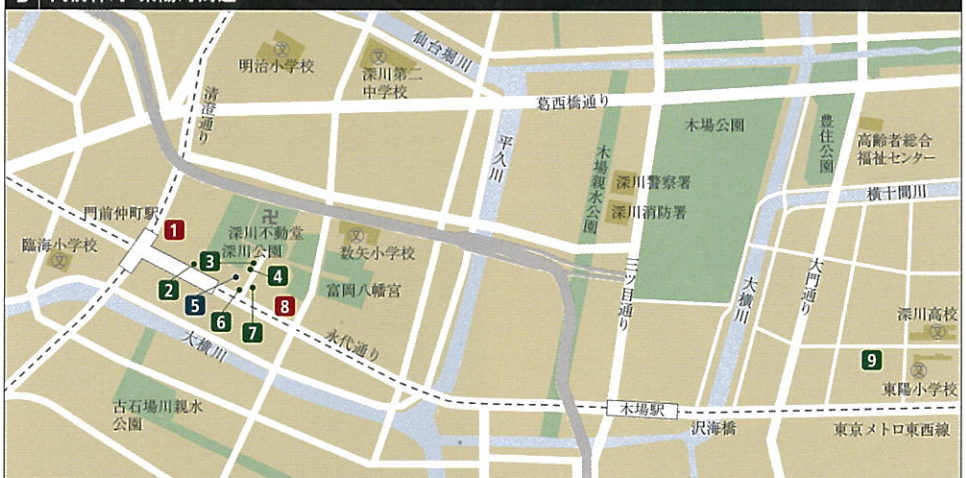 仙台堀川
明治小学校
深川第二
中学校
清澄通り
葛西橋通り
平久川
木場公園
豊住公園
高齢者総合
福祉センター
木場親水公園
深川警察署
深川消防署
横十間川
門前仲町駅
臨海小学校
深川不動堂
深川公園
数矢小学校
富岡八幡宮
三ツ目通り
大横川
大門通り
1
2
3
4
5
6
7
8
9
大横川
永代通り
深川高校
東陽小学校
古石場川親水
公園
木場駅
沢海橋
東京メトロ東西線
文
文
文
文
文
文
卍